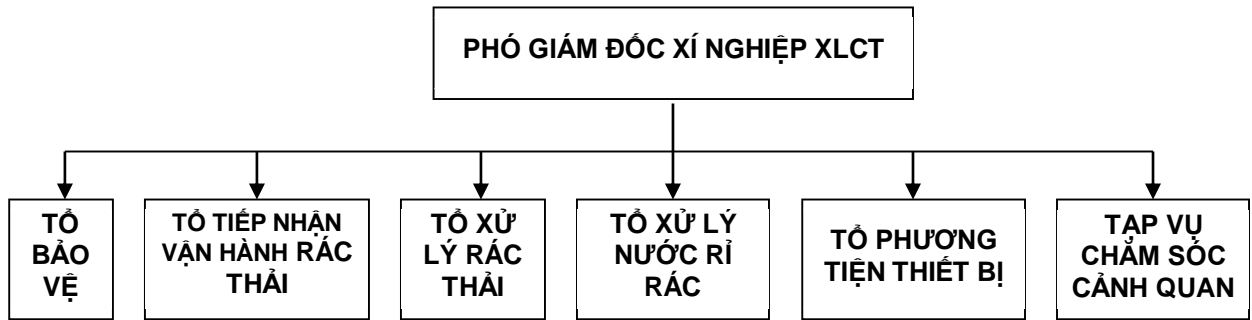 PHÓ GIÁM ĐỐC XÍ NGHIỆP XLCT
TỔ
BẢO
VỆ
TỔ TIẾP NHẬN
VẬN HÀNH RÁC
THẢI
TỔ XỬ
LÝ RÁC
THẢI
TỔ XỬ LÝ
NƯỚC RỈ
RÁC
TỔ PHƯƠNG
TIỆN THIẾT BỊ
TẠP VỤ
CHĂM SÓC
CẢNH QUAN